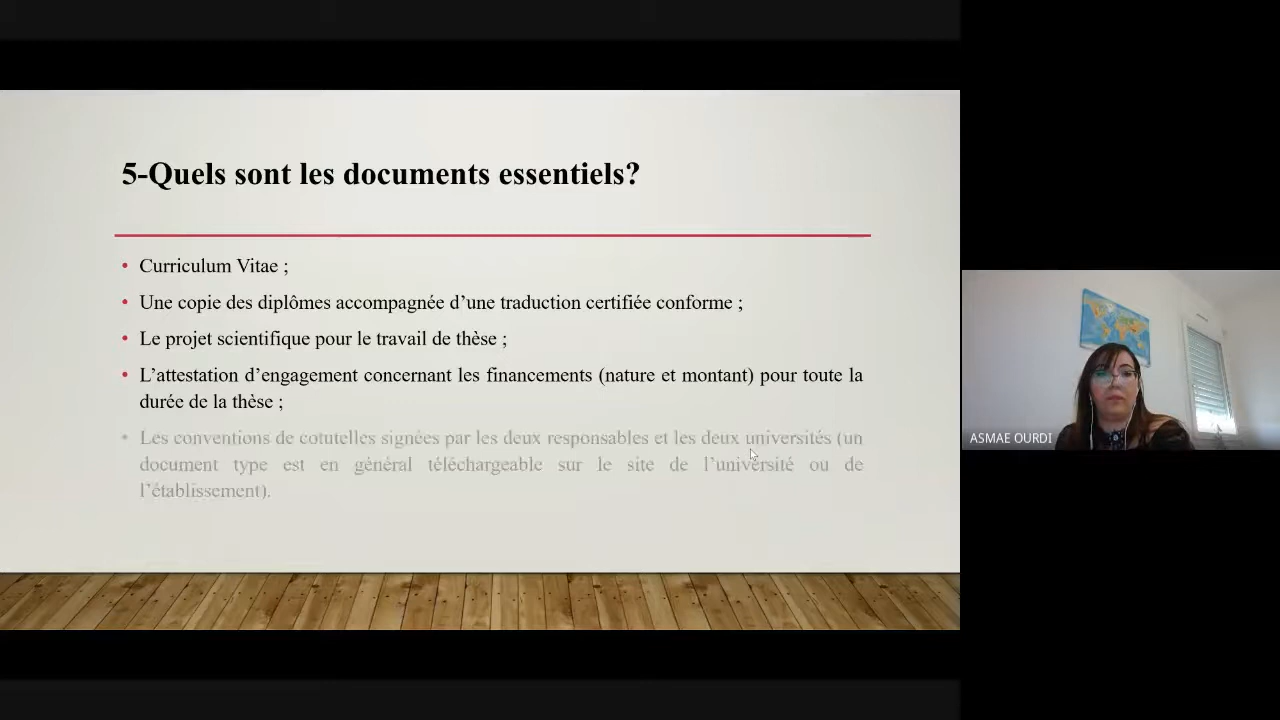 5-Quels sont les documents essentiels?
• Curriculum Vitae ;
• Une copie des diplômes accompagnée d’une traduction certifiée conforme ;
• Le projet scientifique pour le travail de thèse ;
• L’attestation d’engagement concernant les financements (nature et montant) pour toute la
durée de la thèse ;
• Les conventions de cotutelles signées par les deux responsables et les deux universités (un
document type est en général téléchargeable sur le site de l’université ou de
l’établissement).
ASMAE OURDI